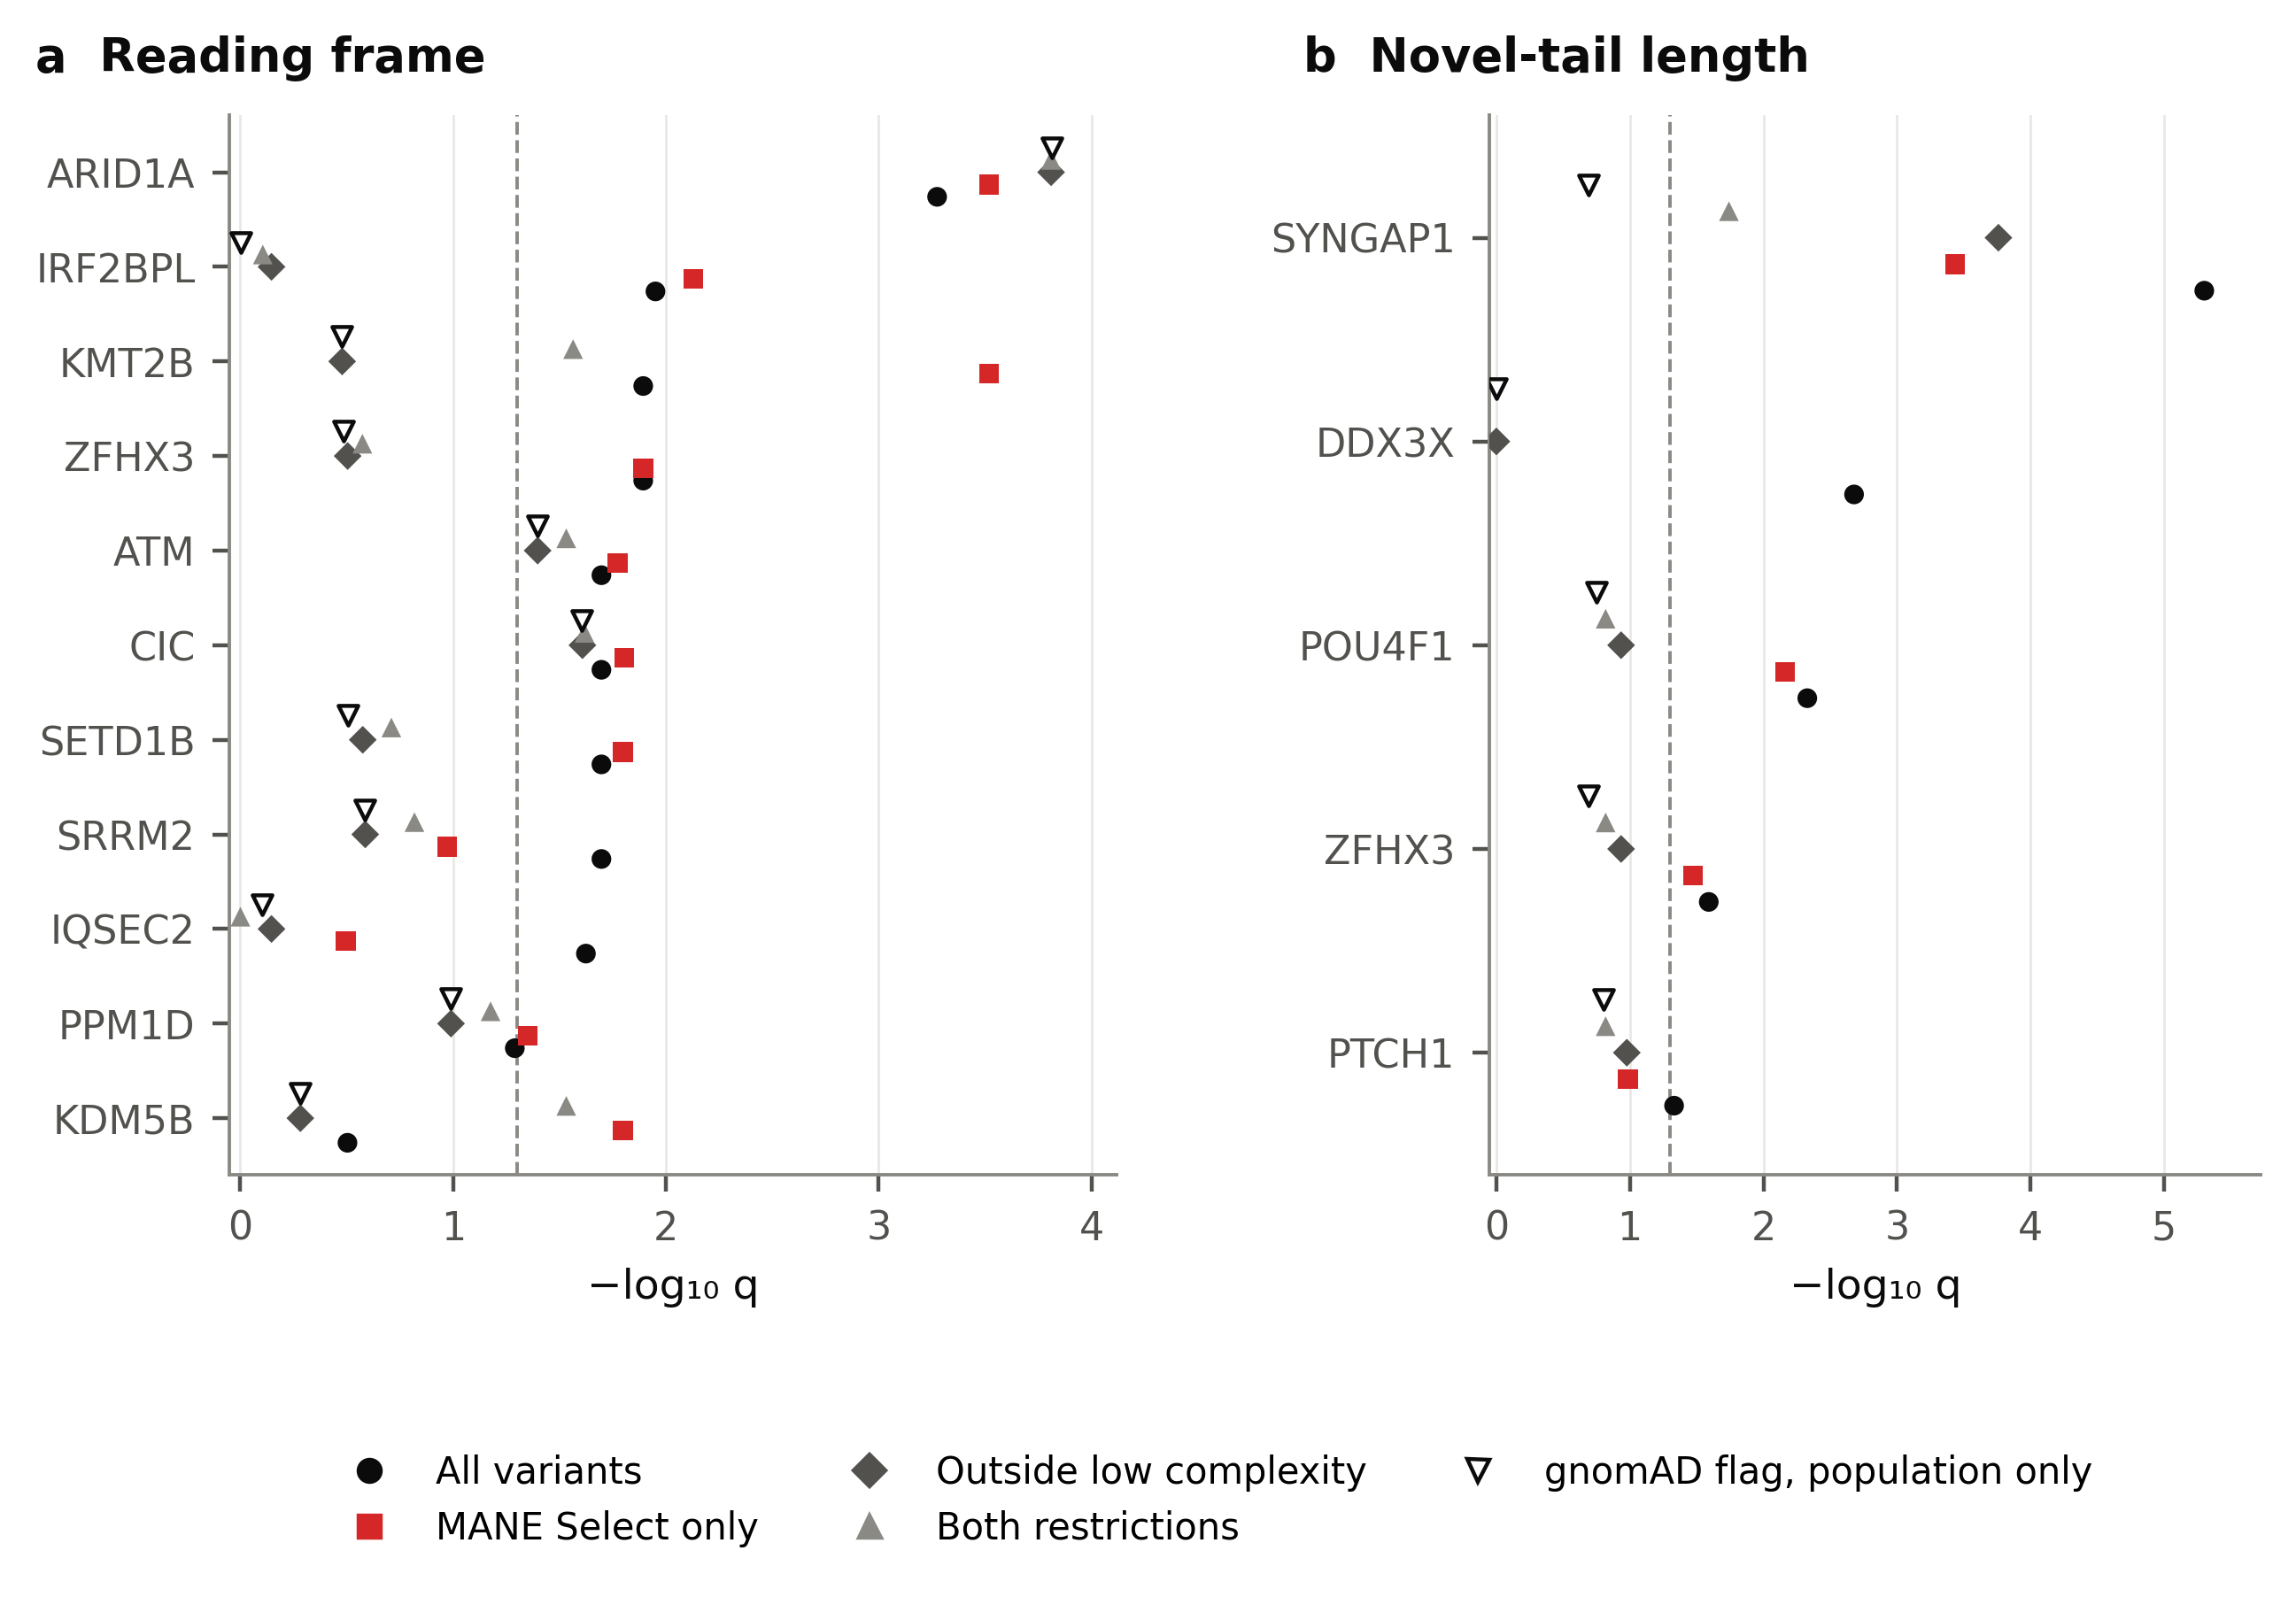 a Reading frame
ARID1A
IRF2BPL
KMT2B
ZFHX3
ATM
CIC
SETD1B
SRRM2
IQSEC2
PPM1D
KDM5B
0 1 2 3 4
−log₁₀ q
b Novel-tail length
SYNGAP1
DDX3X
POU4F1
ZFHX3
PTCH1
0 1 2 3 4 5
−log₁₀ q
All variants
MANE Select only
Outside low complexity
Both restrictions
gnomAD flag, population only